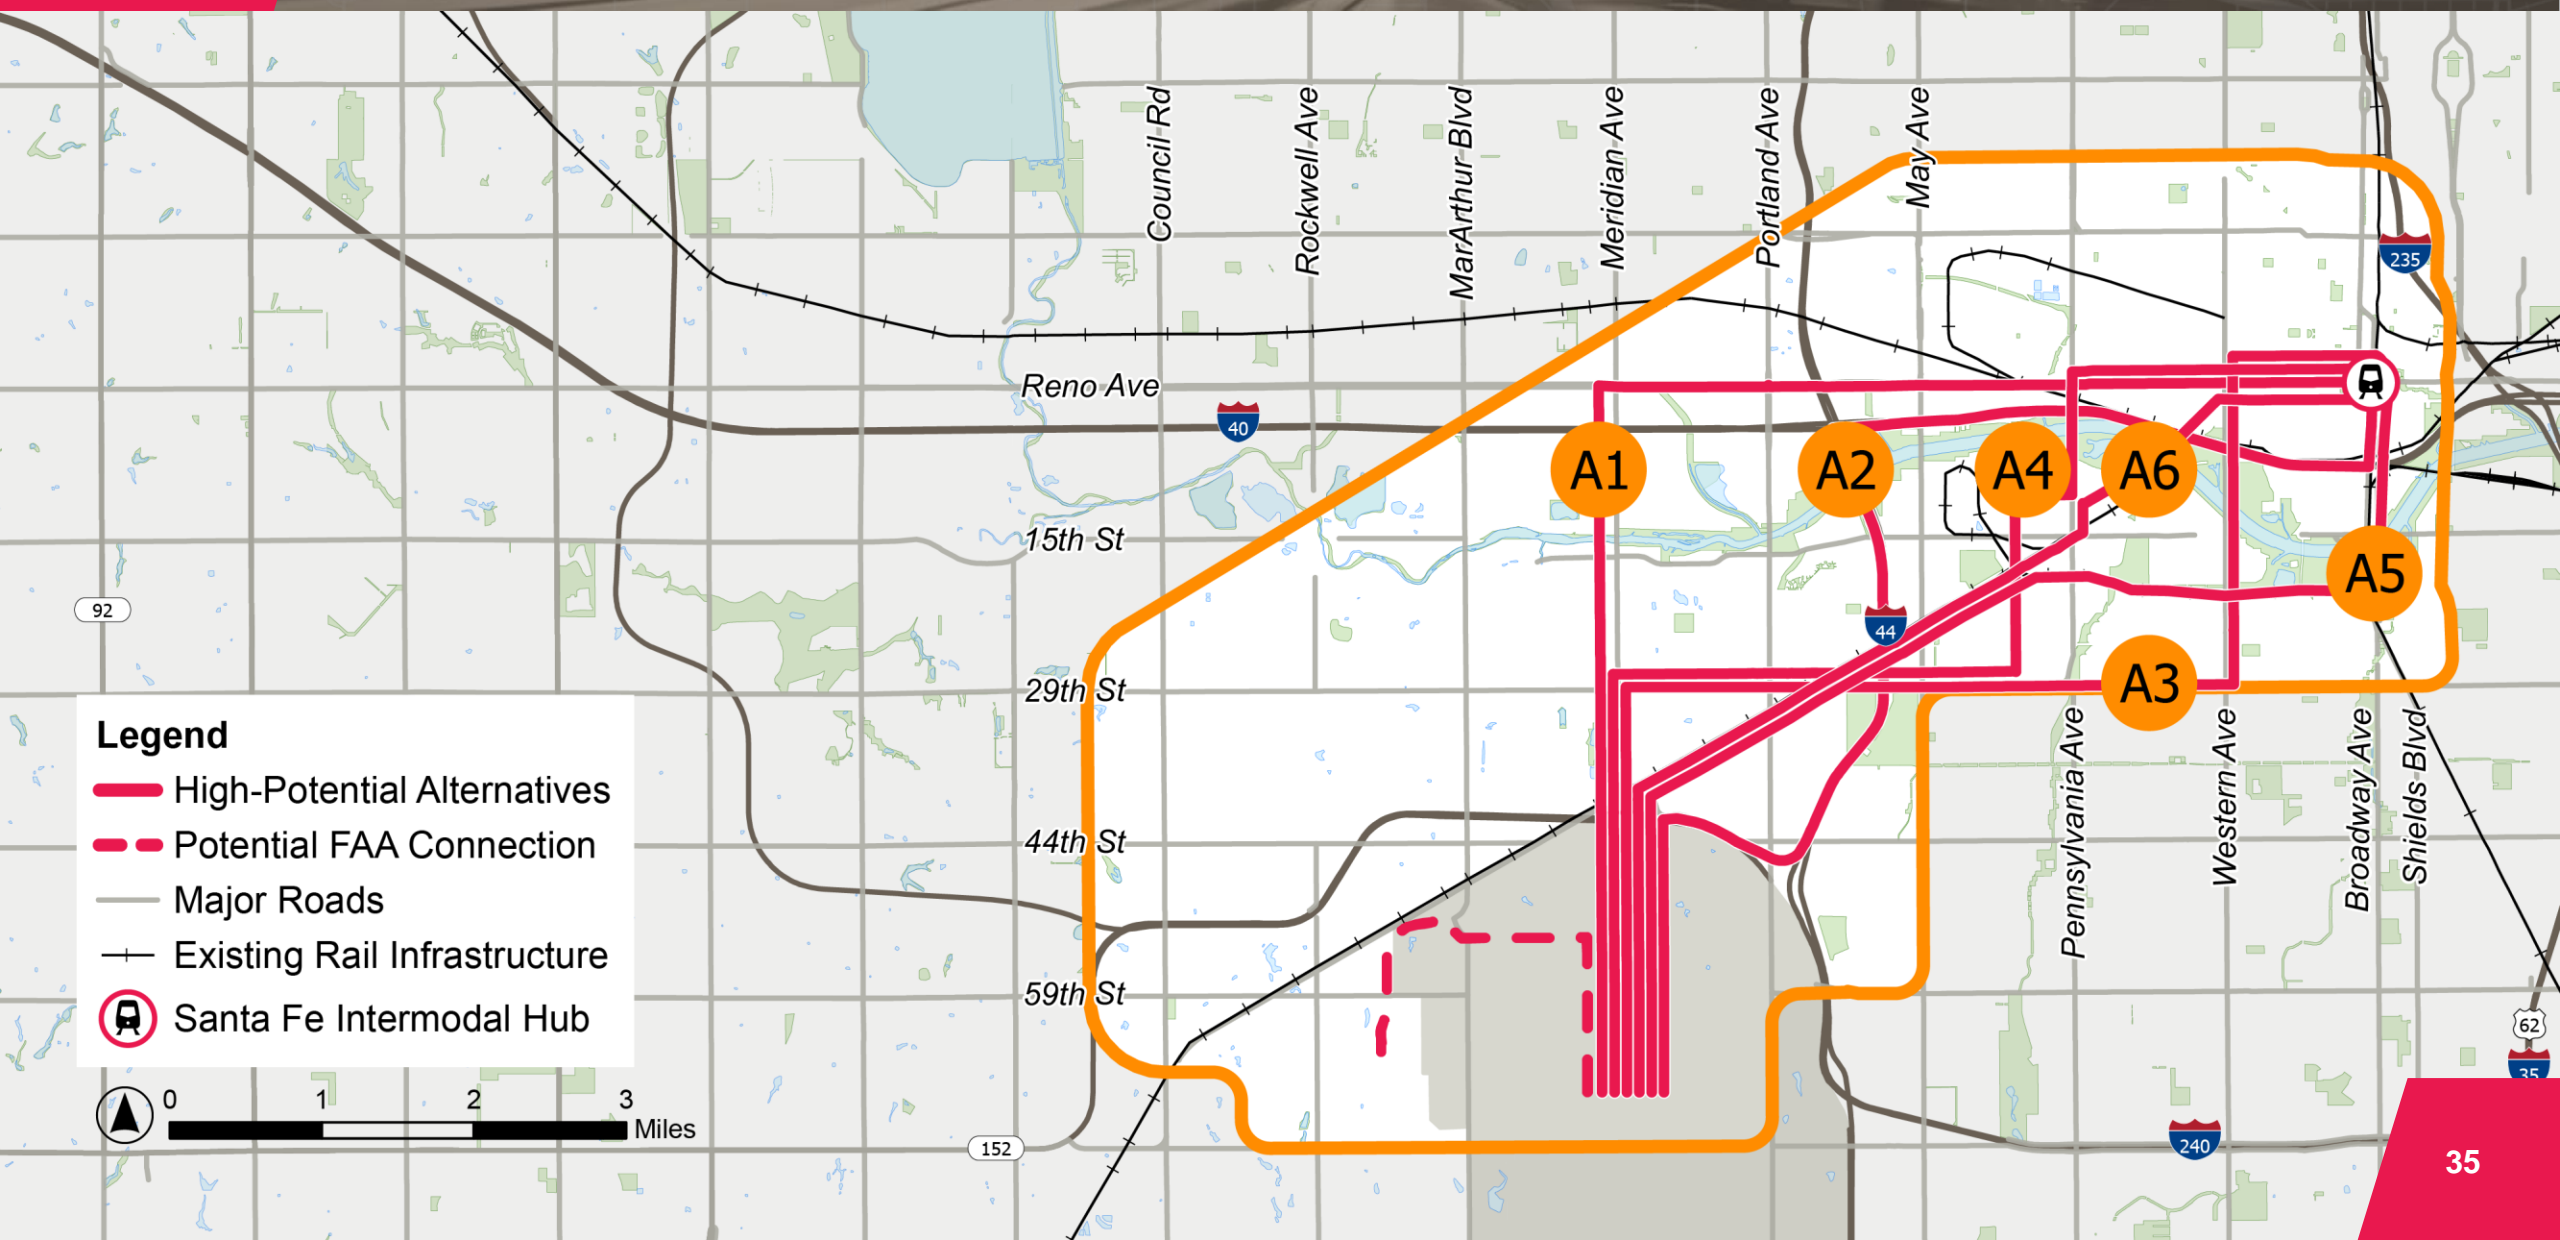 Council Rd
Rockwell Ave
MarArthur Blvd
Meridian Ave
Portland Ave
May Ave
235
Reno Ave
40
A1
A2
A4
A6
15th St
A5
92
44
29th St
A3
Legend
High-Potential Alternatives
Potential FAA Connection
Major Roads
Existing Rail Infrastructure
Santa Fe Intermodal Hub
44th St
59th St
Pennsylvania Ave
Western Ave
Broadway Ave
Shields Blvd
62
35
0 1 2 3
Miles
152
240
35